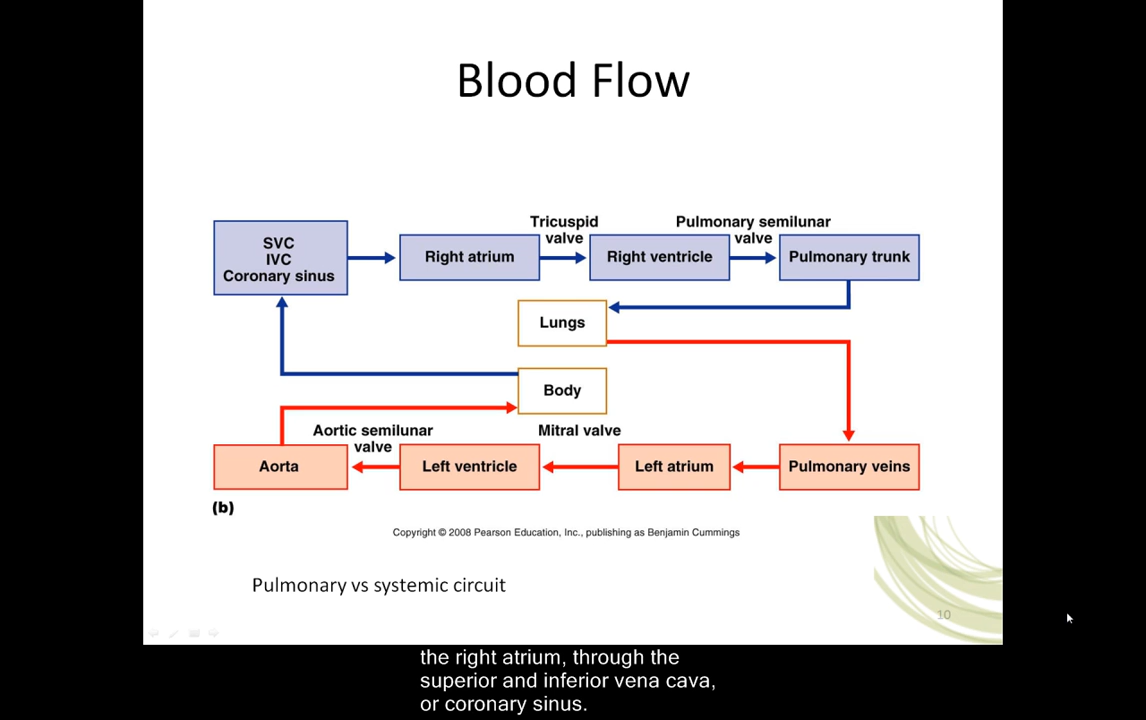 Blood Flow
Tricuspid
valve
Pulmonary semilunar
valve
SVC
IVC
Coronary sinus
Right atrium
Right ventricle
Pulmonary trunk
Lungs
Body
Aortic semilunar
valve
Mitral valve
Aorta
Left ventricle
Left atrium
Pulmonary veins
(b)
Copyright © 2008 Pearson Education, Inc., publishing as Benjamin Cummings
Pulmonary vs systemic circuit
10
the right atrium, through the
superior and inferior vena cava,
or coronary sinus.